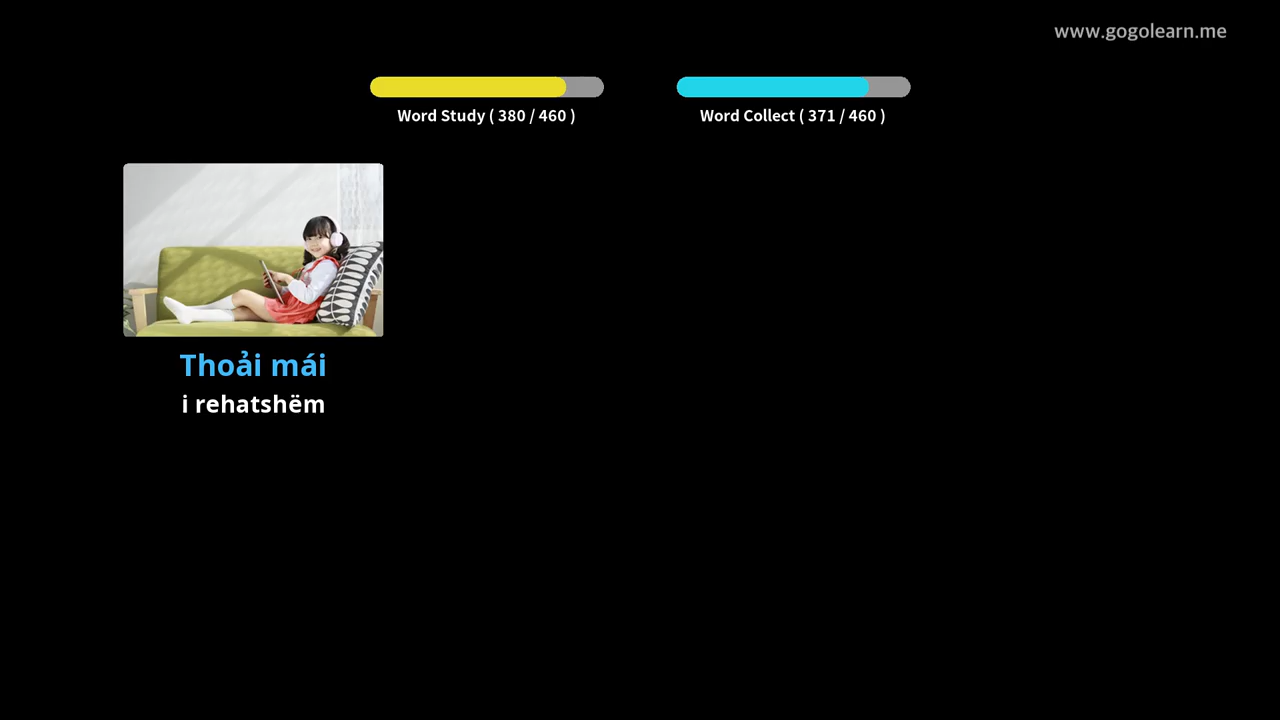 www.gogolearn.me
Word Study ( 380 / 460 )
Word Collect ( 371 / 460 )
Thoải mái
i rehatshëm